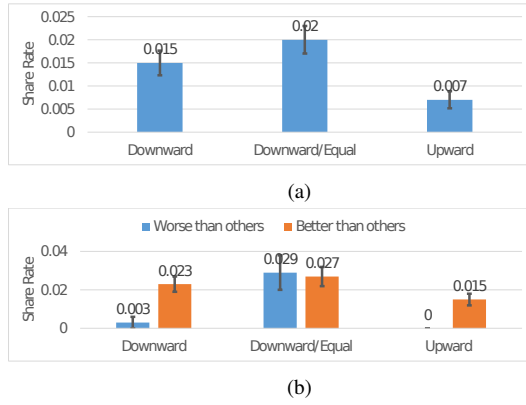 0.025
0.02
0.015
0.01
0.005
0
Share Rate
0.015
0.02
0.007
Downward
Downward/Equal
Upward
(a)
Worse than others
Better than others
0.04
0.02
0
Share Rate
0.003
0.023
0.029
0.027
0
0.015
Downward
Downward/Equal
Upward
(b)